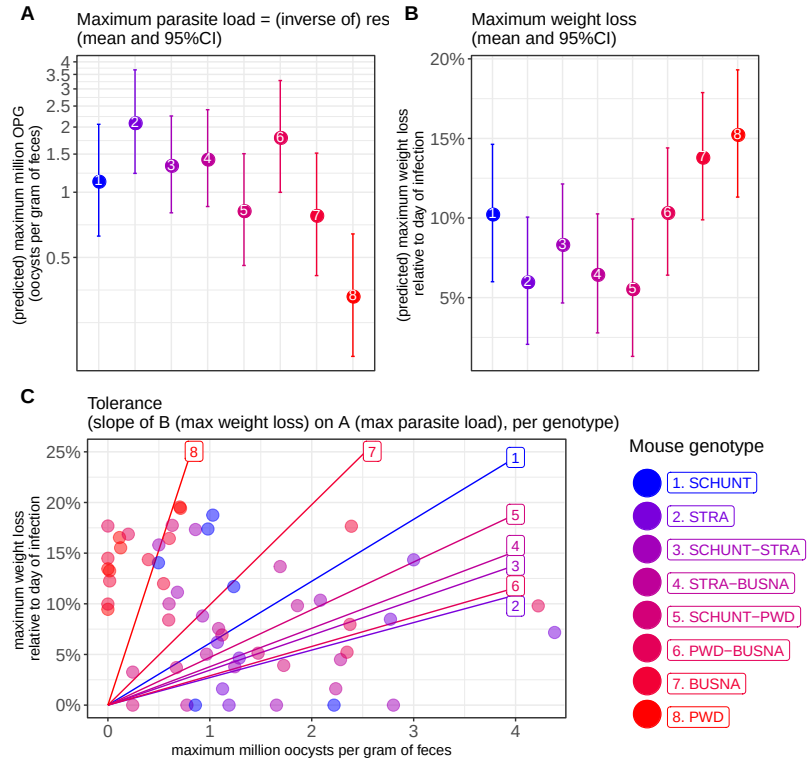 A
Maximum parasite load = (inverse of) res
(mean and 95%CI)
(predicted) maximum million OPG
(oocysts per gram of feces)
4
3.5
3
2.5
2
1.5
1
0.5
1
2
3
4
5
6
7
8
B
Maximum weight loss
(mean and 95%CI)
(predicted) maximum weight loss
relative to day of infection
20%
15%
10%
5%
1
2
3
4
5
6
7
8
C
Tolerance
(slope of B (max weight loss) on A (max parasite load), per genotype)
maximum weight loss
relative to day of infection
25%
20%
15%
10%
5%
0%
8
7
1
5
4
3
6
2
0
1
2
3
4
maximum million oocysts per gram of feces
Mouse genotype
1. SCHUNT
2. STRA
3. SCHUNT−STRA
4. STRA−BUSNA
5. SCHUNT−PWD
6. PWD−BUSNA
7. BUSNA
8. PWD